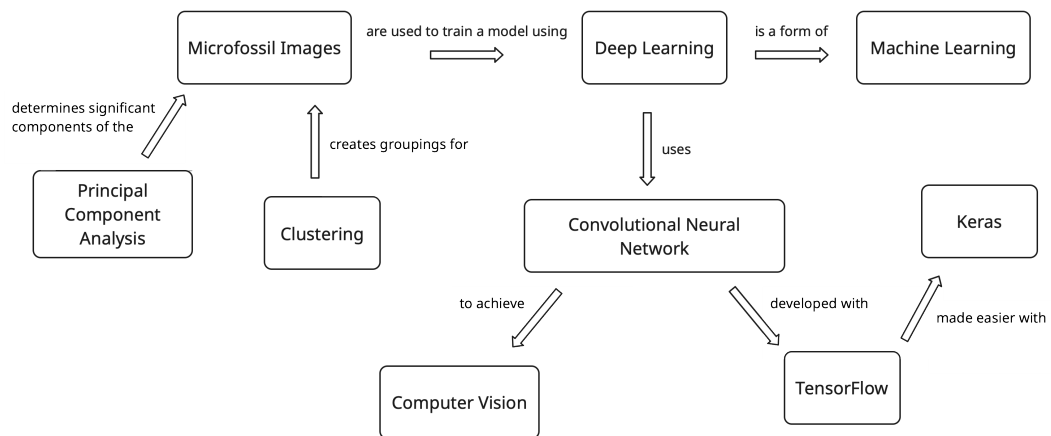 Microfossil Images
are used to train a model using
Deep Learning
is a form of
Machine Learning
determines significant
components of the
creates groupings for
uses
Principal
Component
Analysis
Clustering
Convolutional Neural
Network
Keras
to achieve
developed with
made easier with
Computer Vision
TensorFlow